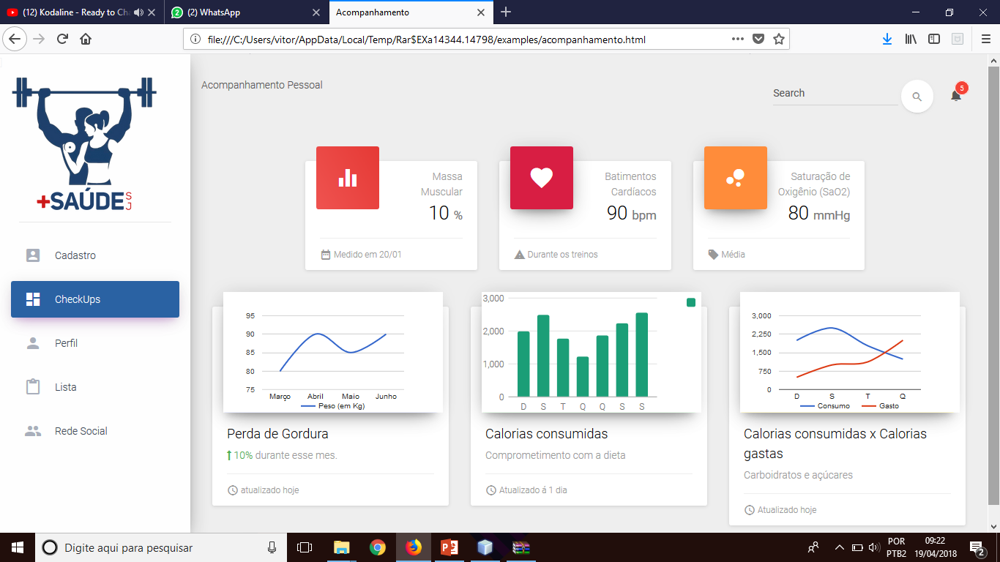 (12) Kodaline - Ready to Cha
(2) WhatsApp
Acompanhamento
file:///C:/Users/vitor/AppData/Local/Temp/Rar$EXa14344.14798/examples/acompanhamento.html
+SAÚDE SJ
Cadastro
CheckUps
Perfil
Lista
Rede Social
Acompanhamento Pessoal
Search
5
Massa
Muscular
10 %
Medido em 20/01
Batimentos
Cardíacos
90 bpm
Durante os treinos
Saturação de
Oxigênio (SaO2)
80 mmHg
Média
95
90
85
80
75
Março Abril Maio Junho
Peso (em Kg)
Perda de Gordura
10% durante esse mes.
atualizado hoje
3,000
2,000
1,000
0
D S T Q Q S S
Calorias consumidas
Comprometimento com a dieta
Atualizado á 1 dia
3,000
2,250
1,500
750
0
D S T Q
Consumo Gasto
Calorias consumidas x Calorias
gastas
Carboidratos e açúcares
Atualizado hoje
Digite aqui para pesquisar
POR
PTB2
09:22
19/04/2018
2